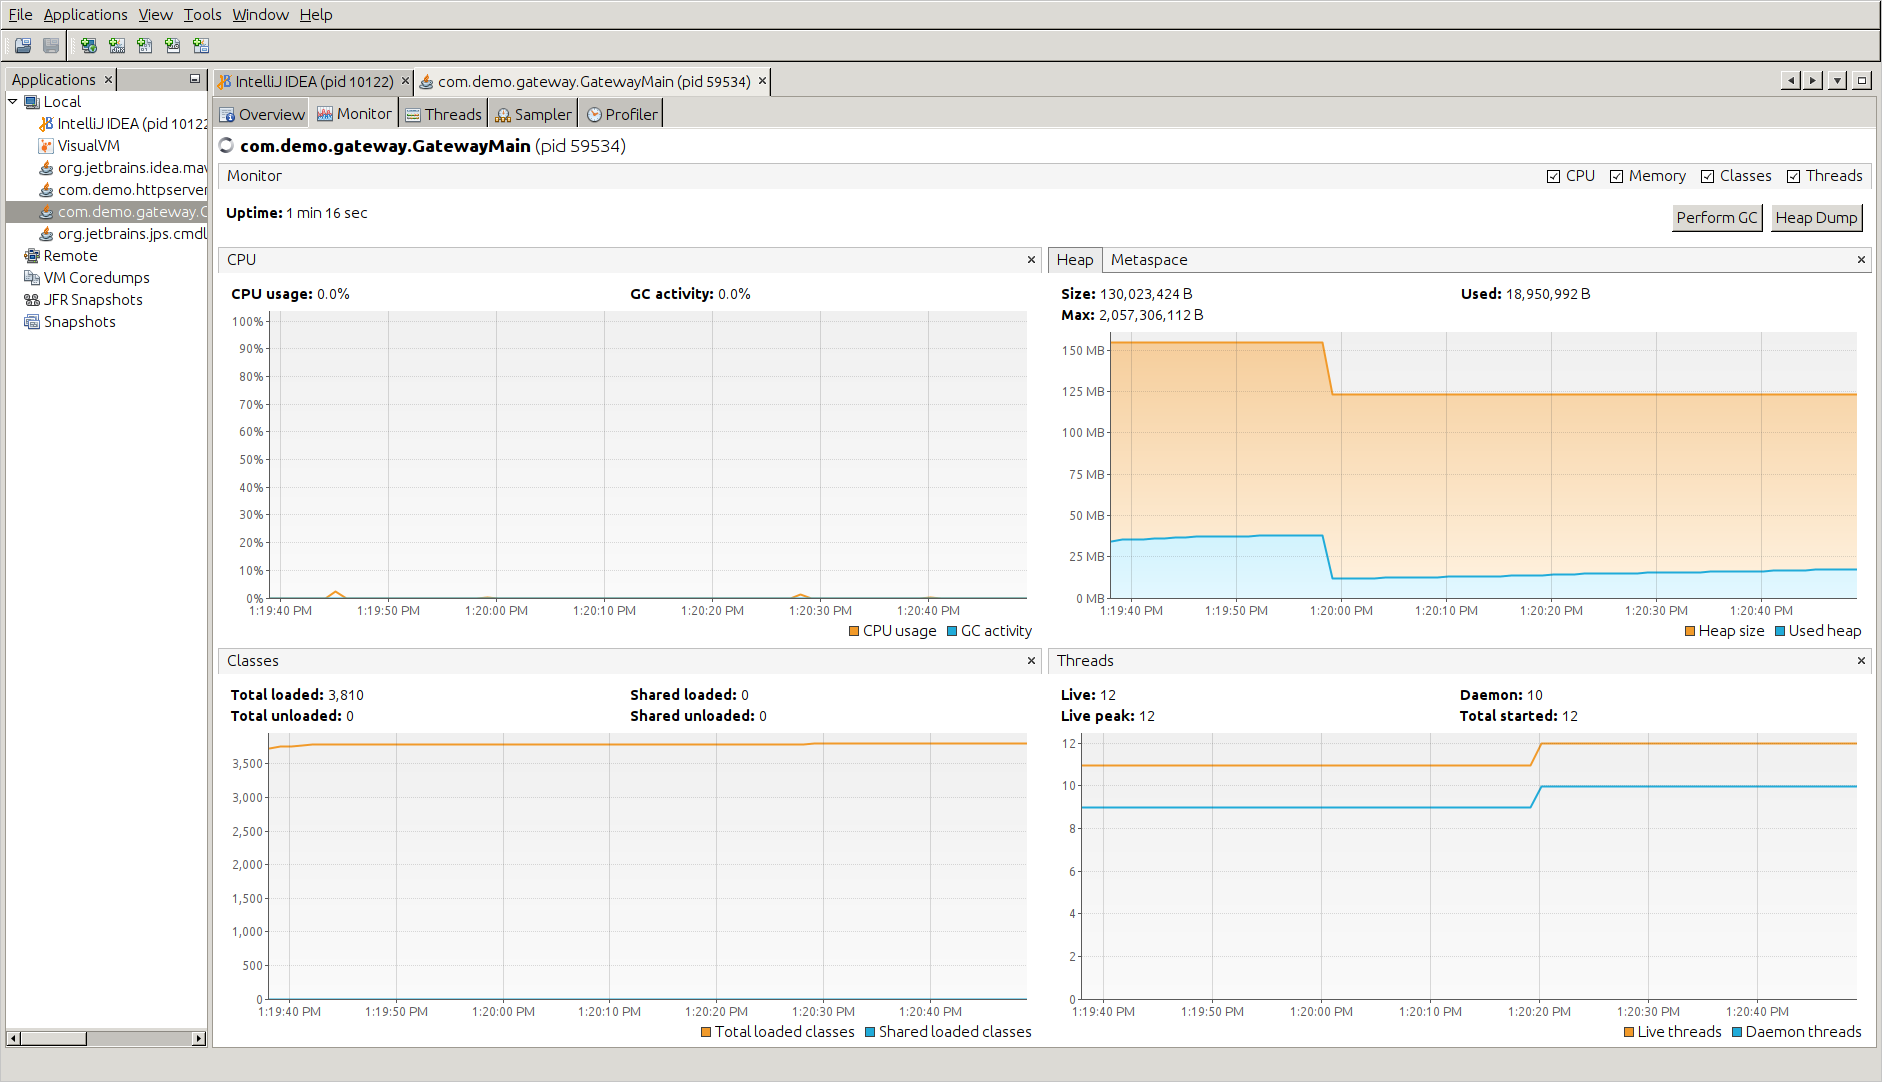 File Applications View Tools Window Help
Applications
Local
IntelliJ IDEA (pid 10122
VisualVM
org.jetbrains.idea.mav
com.demo.httpserver
com.demo.gateway.G
org.jetbrains.jps.cmdl
Remote
VM Coredumps
JFR Snapshots
Snapshots
IntelliJ IDEA (pid 10122) com.demo.gateway.GatewayMain (pid 59534)
Overview Monitor Threads Sampler Profiler
com.demo.gateway.GatewayMain (pid 59534)
Monitor CPU Memory Classes Threads
Uptime: 1 min 16 sec
Perform GC Heap Dump
CPU
CPU usage: 0.0% GC activity: 0.0%
100%
90%
80%
70%
60%
50%
40%
30%
20%
10%
0%
1:19:40 PM 1:19:50 PM 1:20:00 PM 1:20:10 PM 1:20:20 PM 1:20:30 PM 1:20:40 PM
CPU usage GC activity
Heap Metaspace
Size: 130,023,424 B Used: 18,950,992 B
Max: 2,057,306,112 B
150 MB
125 MB
100 MB
75 MB
50 MB
25 MB
0 MB
1:19:40 PM 1:19:50 PM 1:20:00 PM 1:20:10 PM 1:20:20 PM 1:20:30 PM 1:20:40 PM
Heap size Used heap
Classes
Total loaded: 3,810 Shared loaded: 0
Total unloaded: 0 Shared unloaded: 0
3,500
3,000
2,500
2,000
1,500
1,000
500
0
1:19:40 PM 1:19:50 PM 1:20:00 PM 1:20:10 PM 1:20:20 PM 1:20:30 PM 1:20:40 PM
Total loaded classes Shared loaded classes
Threads
Live: 12 Daemon: 10
Live peak: 12 Total started: 12
12
10
8
6
4
2
0
1:19:40 PM 1:19:50 PM 1:20:00 PM 1:20:10 PM 1:20:20 PM 1:20:30 PM 1:20:40 PM
Live threads Daemon threads